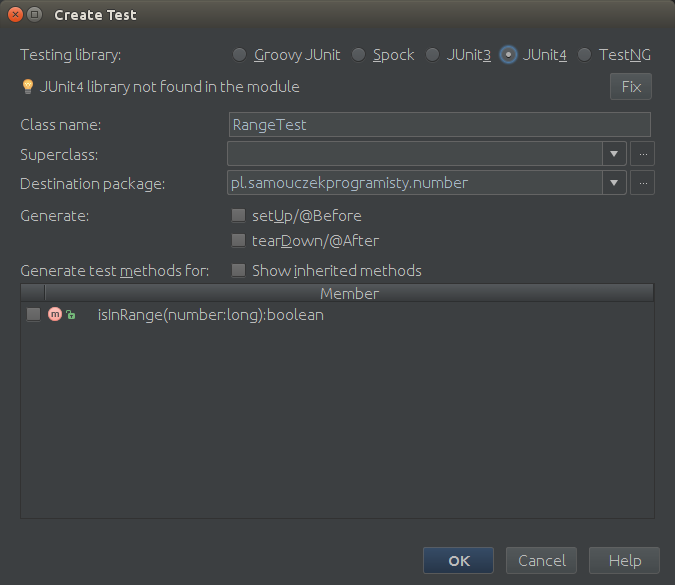 Create Test
Testing library: Groovy JUnit Spock JUnit3 JUnit4 TestNG
JUnit4 library not found in the module Fix
Class name: RangeTest
Superclass: ...
Destination package: pl.samouczekprogramisty.number ...
Generate: setUp/@Before
tearDown/@After
Generate test methods for: Show inherited methods
Member
m isInRange(number:long):boolean
OK Cancel Help